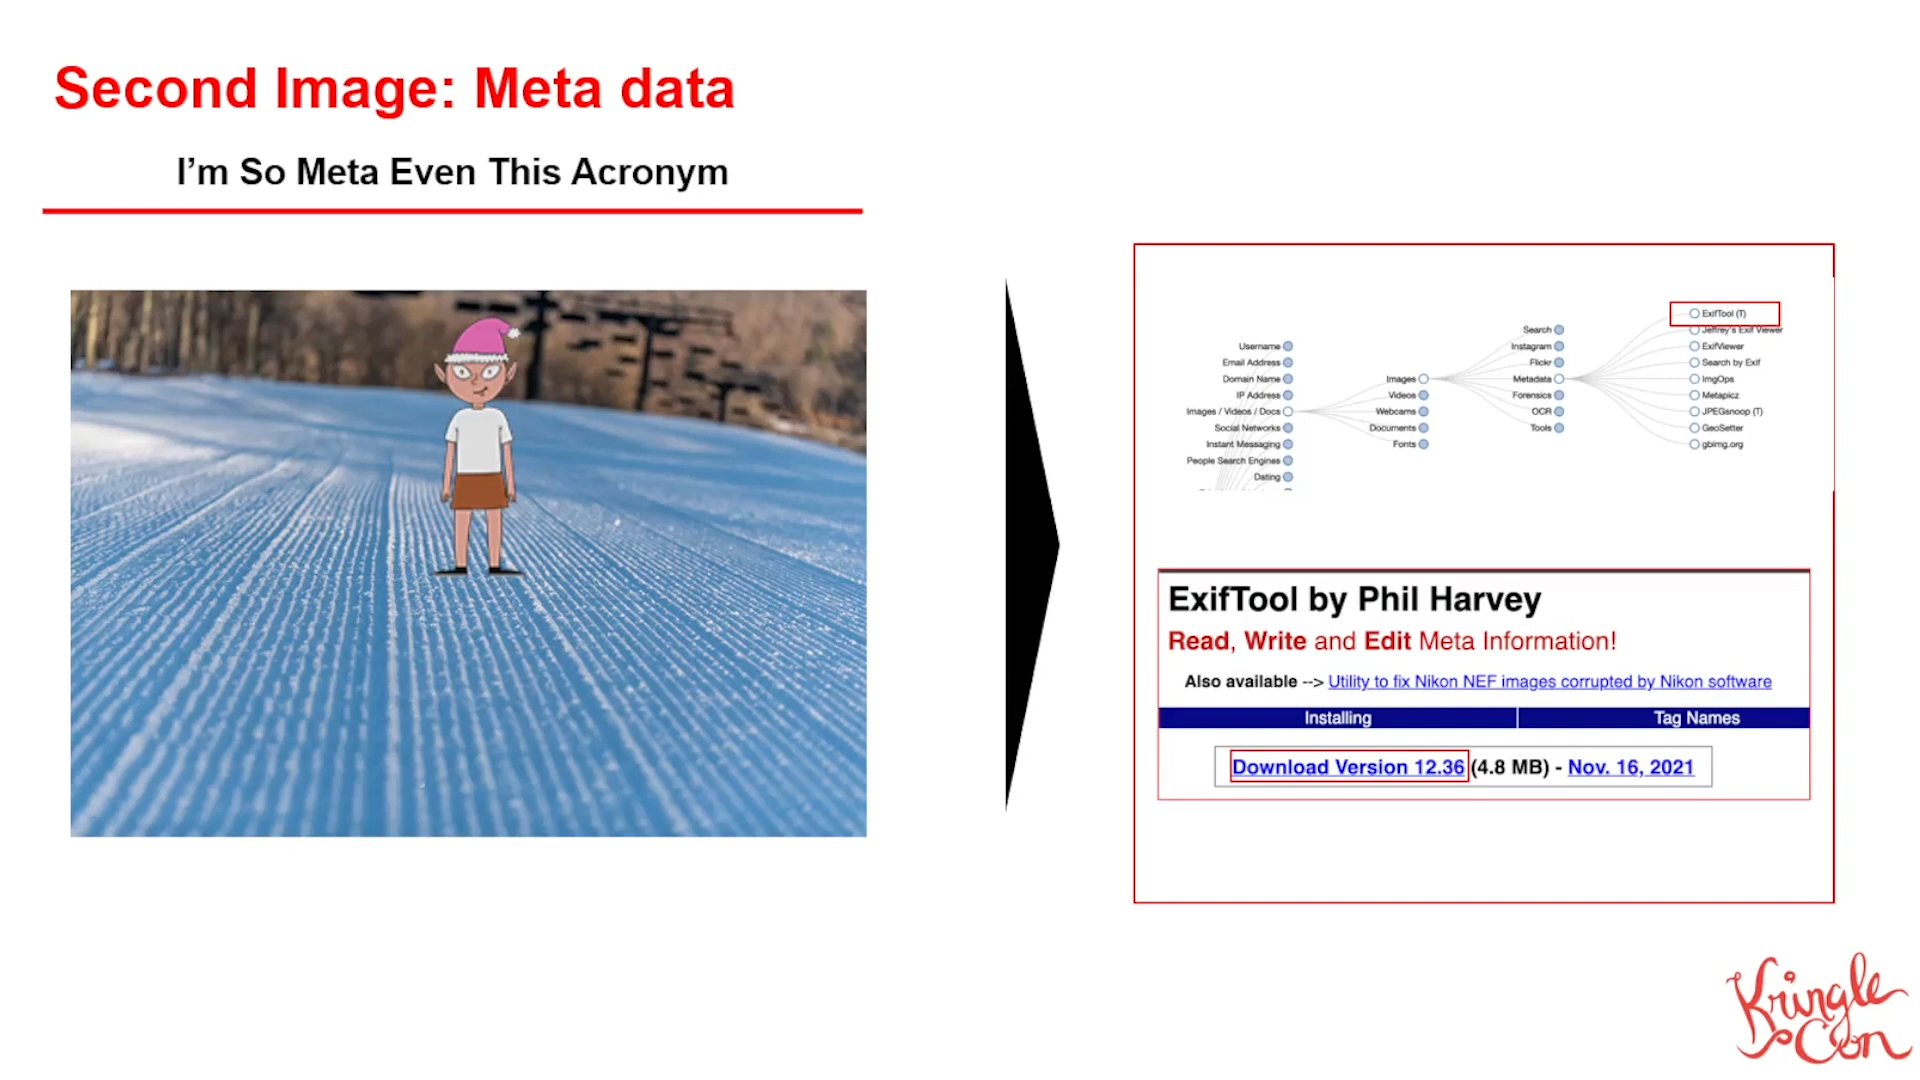 Second Image: Meta data
I'm So Meta Even This Acronym
Username
Email Address
Domain Name
IP Address
Images / Videos / Docs
Social Networks
Instant Messaging
People Search Engines
Dating
Images
Videos
Webcams
Documents
Fonts
Search
Instagram
Flickr
Metadata
Forensics
OCR
Tools
ExifTool (T)
Jeffrey's Exif Viewer
ExifViewer
Search by Exif
ImgOps
Metapicz
JPEGsnoop (T)
GeoSetter
gbimg.org
ExifTool by Phil Harvey
Read, Write and Edit Meta Information!
Also available --> Utility to fix Nikon NEF images corrupted by Nikon software
Installing Tag Names
Download Version 12.36 (4.8 MB) - Nov. 16, 2021
Kringle
Con